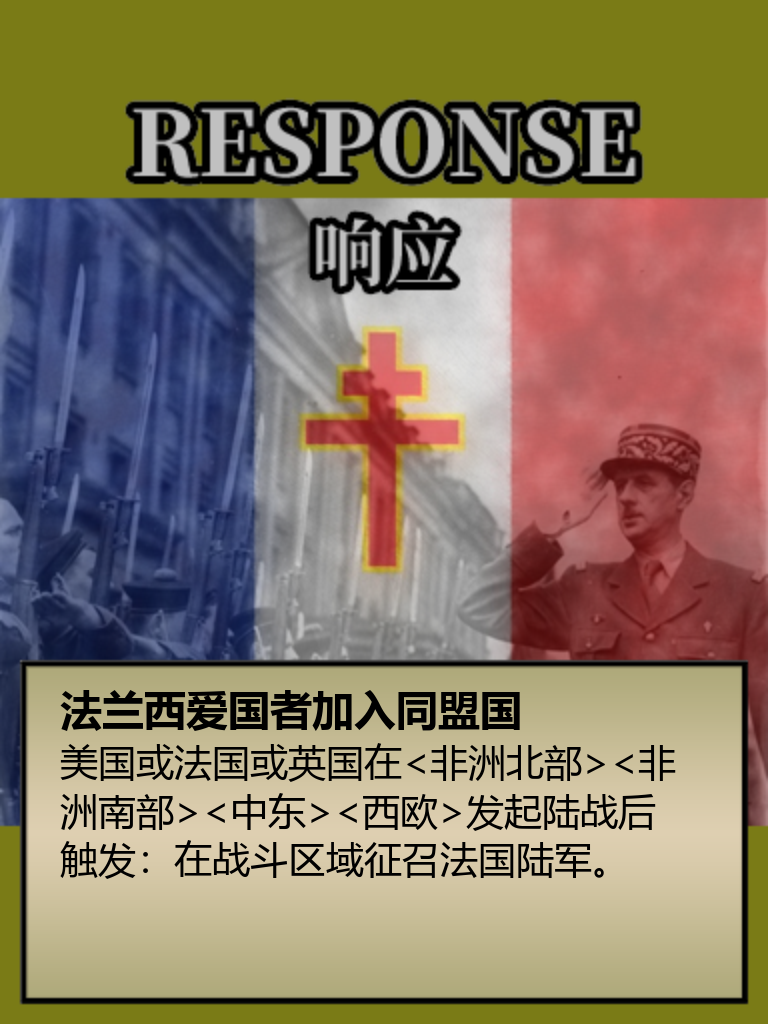 RESPONSE
响应
法兰西爱国者加入同盟国
美国或法国或英国在<非洲北部><非
洲南部><中东><西欧>发起陆战后
触发：在战斗区域征召法国陆军。